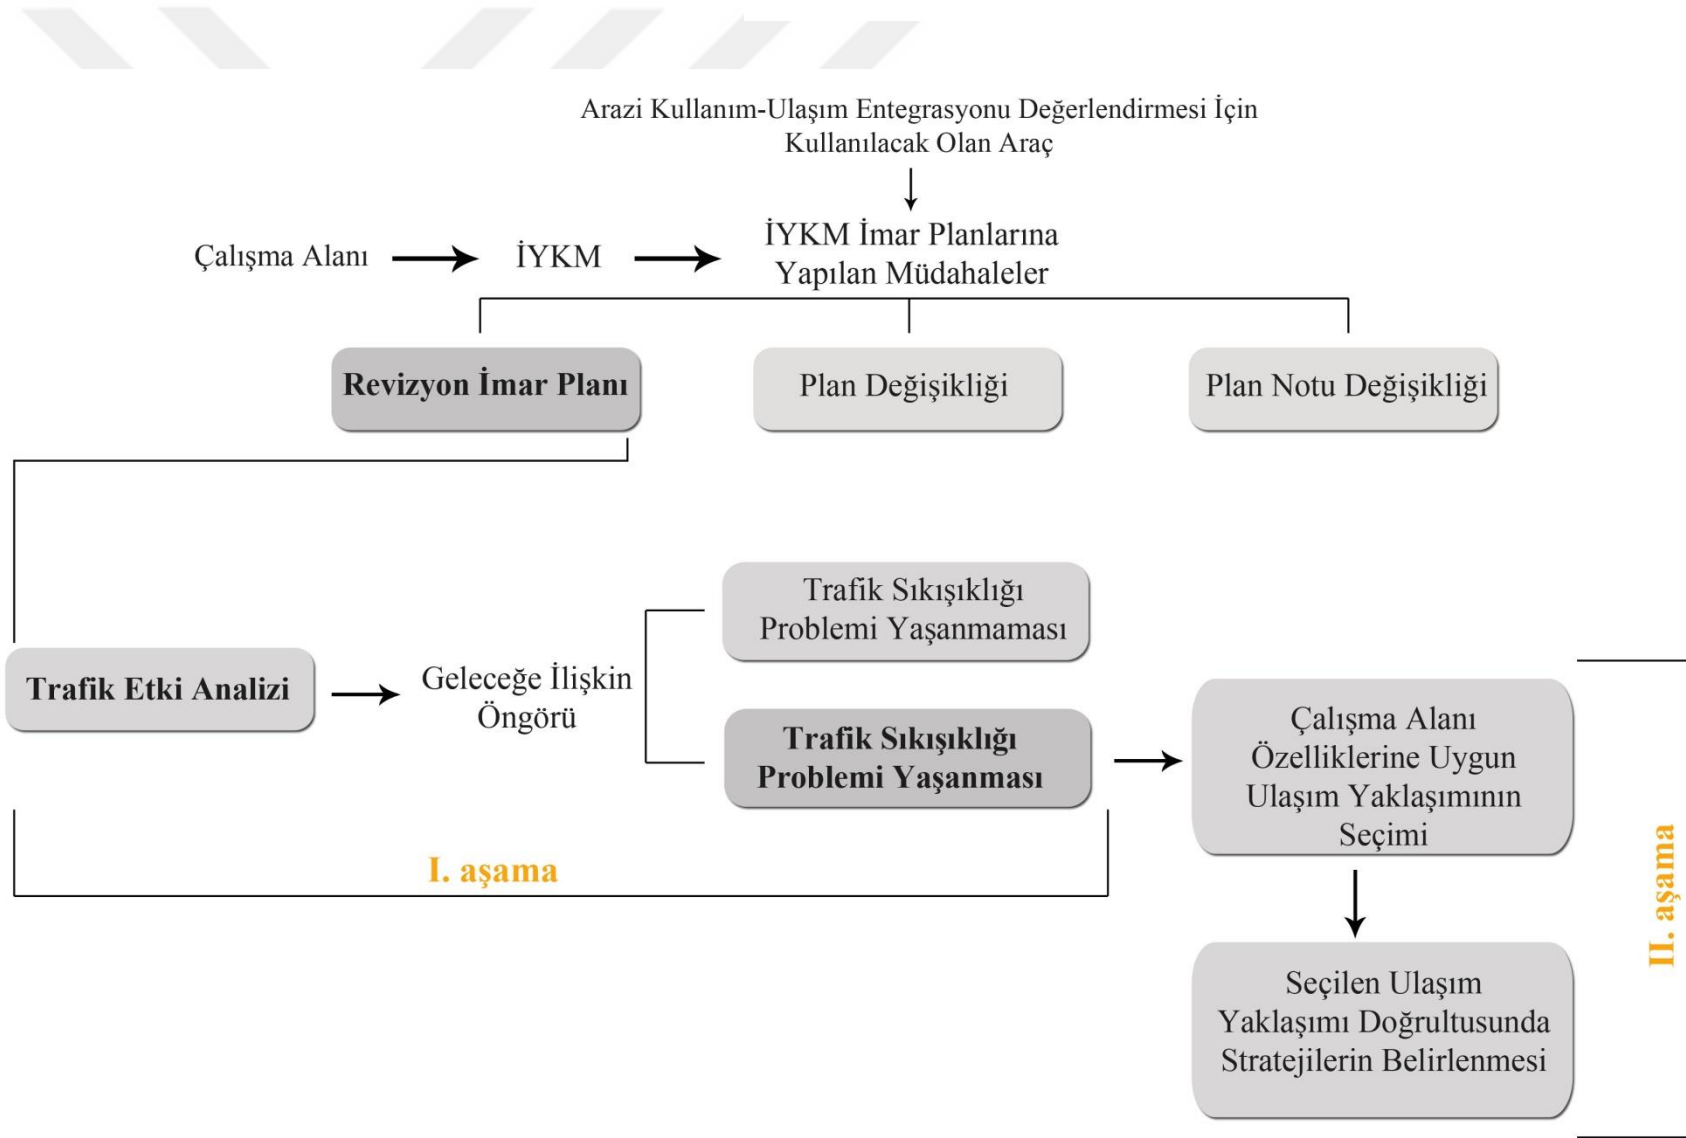 Arazi Kullanım-Ulaşım Entegrasyonu Değerlendirmesi İçin
Kullanılacak Olan Araç
Çalışma Alanı
İYKM
İYKM İmar Planlarına
Yapılan Müdahaleler
Revizyon İmar Planı
Plan Değişikliği
Plan Notu Değişikliği
Trafik Etki Analizi
Geleceğe İlişkin
Öngörü
Trafik Sıkışıklığı
Problemi Yaşanmaması
Trafik Sıkışıklığı
Problemi Yaşanması
I. aşama
Çalışma Alanı
Özelliklerine Uygun
Ulaşım Yaklaşımının
Seçimi
Seçilen Ulaşım
Yaklaşımı Doğrultusunda
Stratejilerin Belirlenmesi
II. aşama